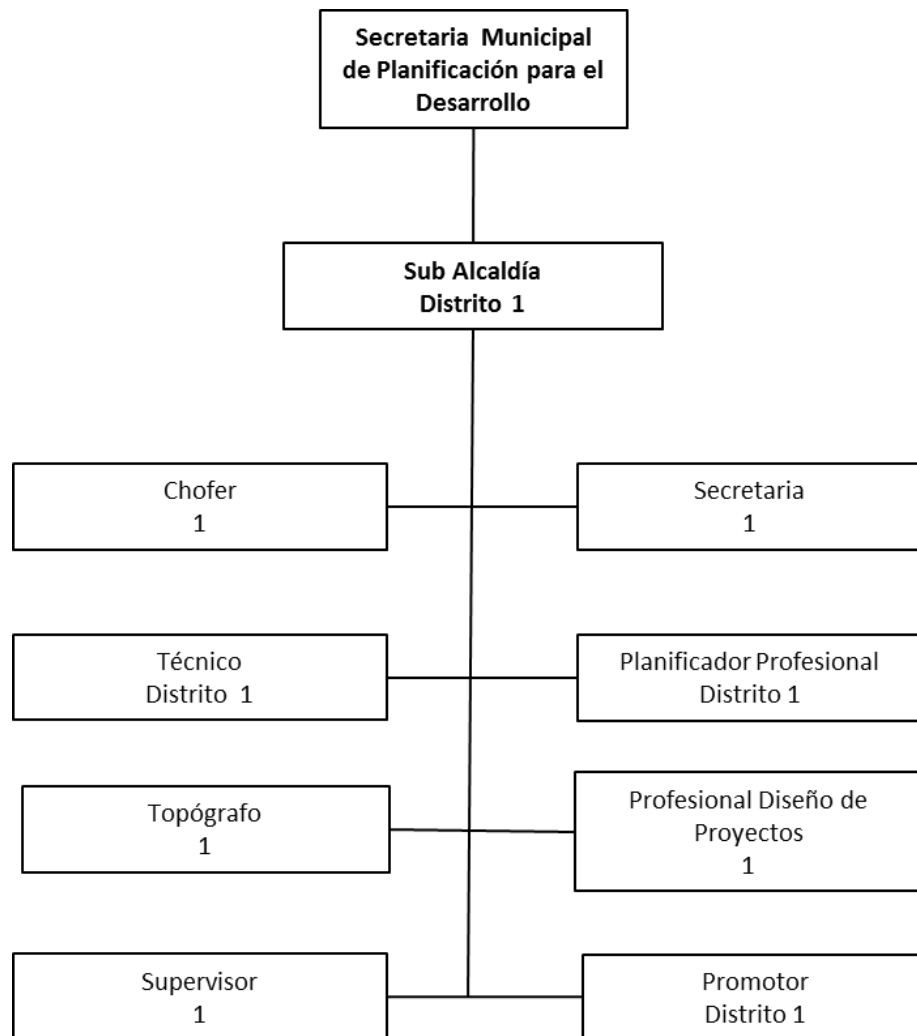 Secretaria Municipal
de Planificación para el
Desarrollo
Sub Alcaldía
Distrito 1
Chofer
1
Secretaria
1
Técnico
Distrito 1
Planificador Profesional
Distrito 1
Topógrafo
1
Profesional Diseño de
Proyectos
1
Supervisor
1
Promotor
Distrito 1